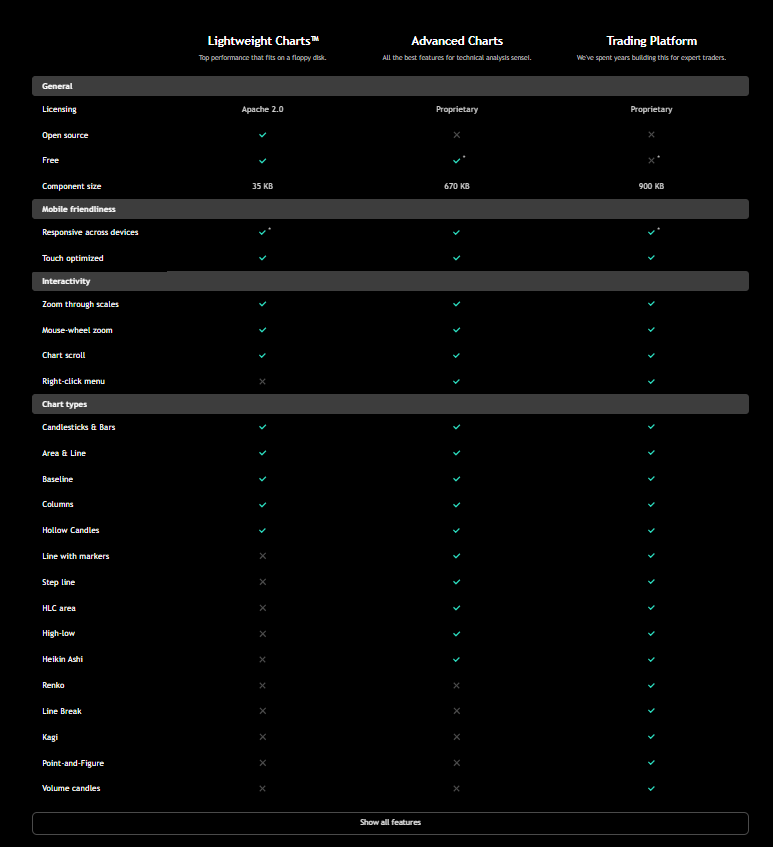 Lightweight Charts™ Advanced Charts Trading Platform
Top performance that fits on a floppy disk. All the best features for technical analysis sensei. We've spent years building this for expert traders.
General
Licensing Apache 2.0 Proprietary Proprietary
Open source ✓ ✕ ✕
Free ✓ ✓* ✕*
Component size 35 KB 670 KB 900 KB
Mobile friendliness
Responsive across devices ✓* ✓ ✓*
Touch optimized ✓ ✓ ✓
Interactivity
Zoom through scales ✓ ✓ ✓
Mouse-wheel zoom ✓ ✓ ✓
Chart scroll ✓ ✓ ✓
Right-click menu ✕ ✓ ✓
Chart types
Candlesticks & Bars ✓ ✓ ✓
Area & Line ✓ ✓ ✓
Baseline ✓ ✓ ✓
Columns ✓ ✓ ✓
Hollow Candles ✓ ✓ ✓
Line with markers ✕ ✓ ✓
Step line ✕ ✓ ✓
HLC area ✕ ✓ ✓
High-low ✕ ✓ ✓
Heikin Ashi ✕ ✓ ✓
Renko ✕ ✕ ✓
Line Break ✕ ✕ ✓
Kagi ✕ ✕ ✓
Point-and-Figure ✕ ✕ ✓
Volume candles ✕ ✕ ✓
Show all features